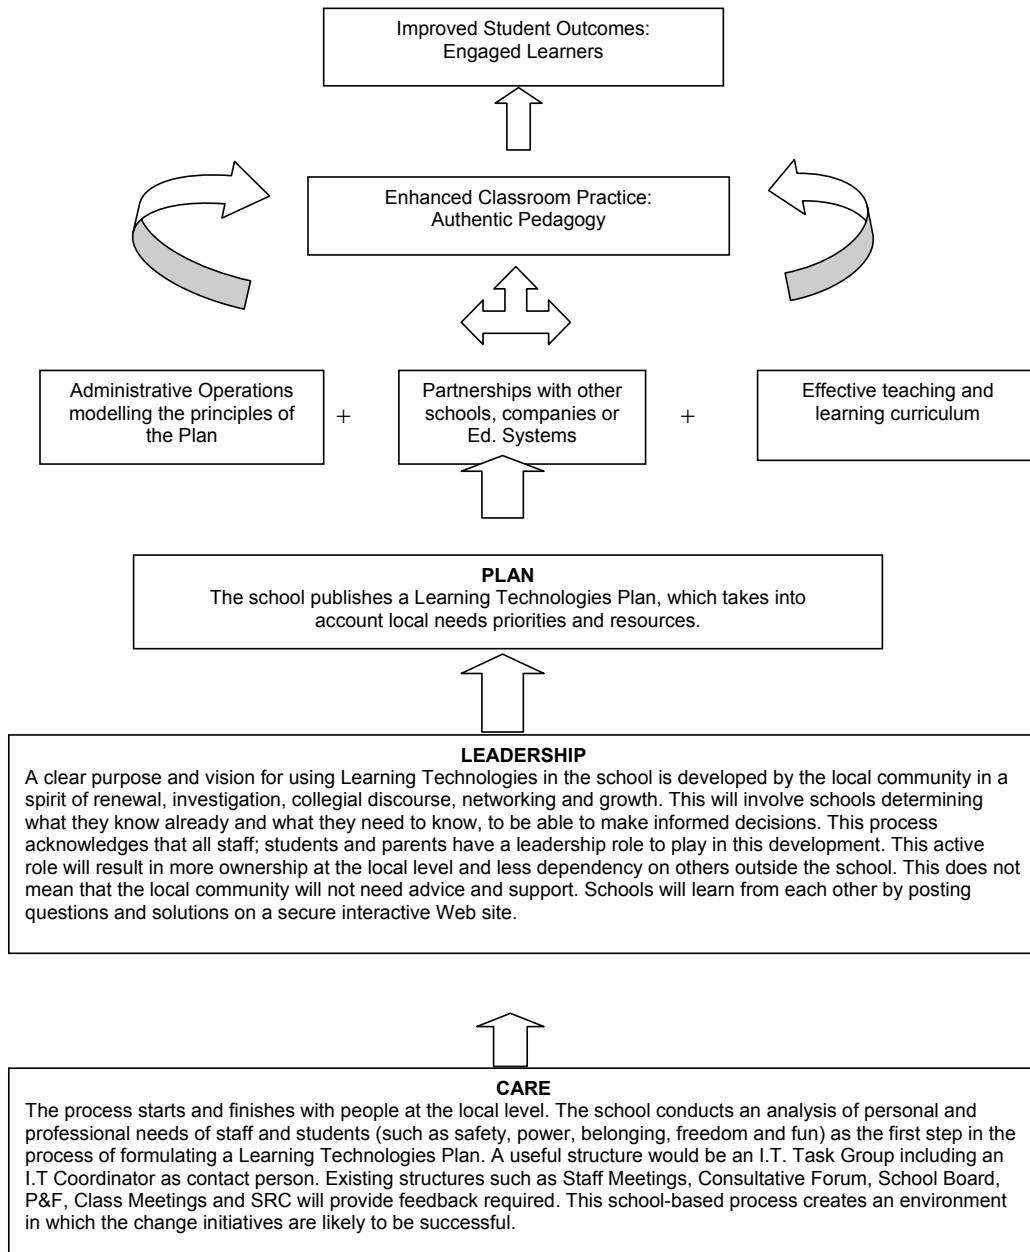 Improved Student Outcomes:
Engaged Learners
Enhanced Classroom Practice:
Authentic Pedagogy
Administrative Operations
modelling the principles of
the Plan
+
Partnerships with other
schools, companies or
Ed. Systems
+
Effective teaching and
learning curriculum
PLAN
The school publishes a Learning Technologies Plan, which takes into
account local needs priorities and resources.
LEADERSHIP
A clear purpose and vision for using Learning Technologies in the school is developed by the local community in a
spirit of renewal, investigation, collegial discourse, networking and growth. This will involve schools determining
what they know already and what they need to know, to be able to make informed decisions. This process
acknowledges that all staff; students and parents have a leadership role to play in this development. This active
role will result in more ownership at the local level and less dependency on others outside the school. This does not
mean that the local community will not need advice and support. Schools will learn from each other by posting
questions and solutions on a secure interactive Web site.
CARE
The process starts and finishes with people at the local level. The school conducts an analysis of personal and
professional needs of staff and students (such as safety, power, belonging, freedom and fun) as the first step in the
process of formulating a Learning Technologies Plan. A useful structure would be an I.T. Task Group including an
I.T Coordinator as contact person. Existing structures such as Staff Meetings, Consultative Forum, School Board,
P&F, Class Meetings and SRC will provide feedback required. This school-based process creates an environment
in which the change initiatives are likely to be successful.